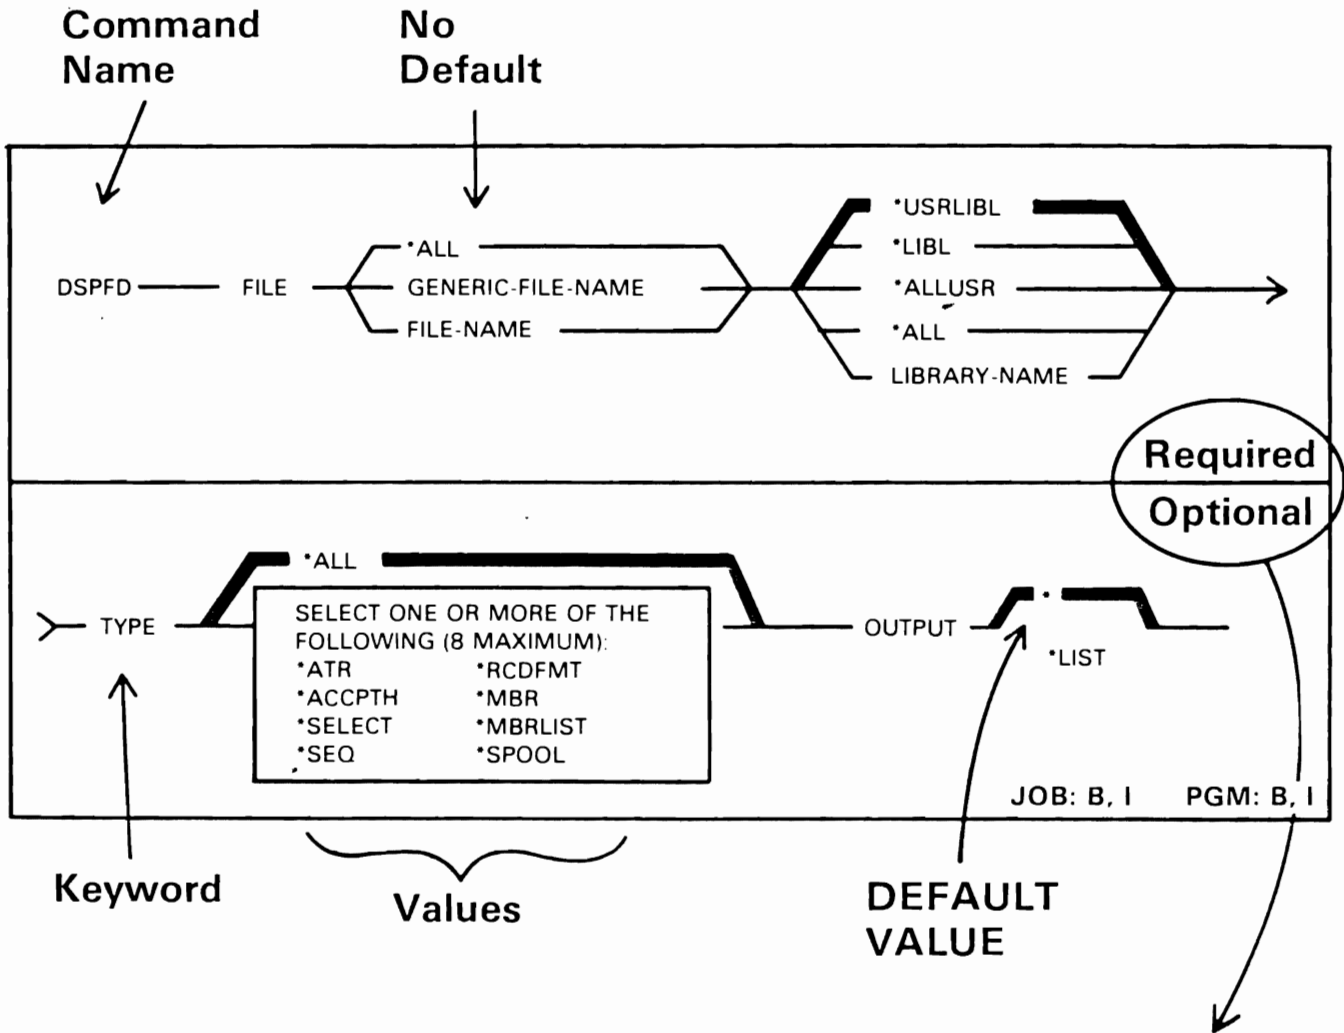 Command
Name
No
Default
*USRLIBL
*ALL
*LIBL
DSPFD FILE GENERIC-FILE-NAME *ALLUSR
FILE-NAME
*ALL
LIBRARY-NAME
Required
Optional
*ALL
SELECT ONE OR MORE OF THE
FOLLOWING (8 MAXIMUM):
TYPE
OUTPUT
*
*LIST
*ATR *RCDFMT
*ACCPTH *MBR
*SELECT *MBRLIST
*SEQ *SPOOL
JOB: B, I PGM: B, I
Keyword
Values
DEFAULT
VALUE